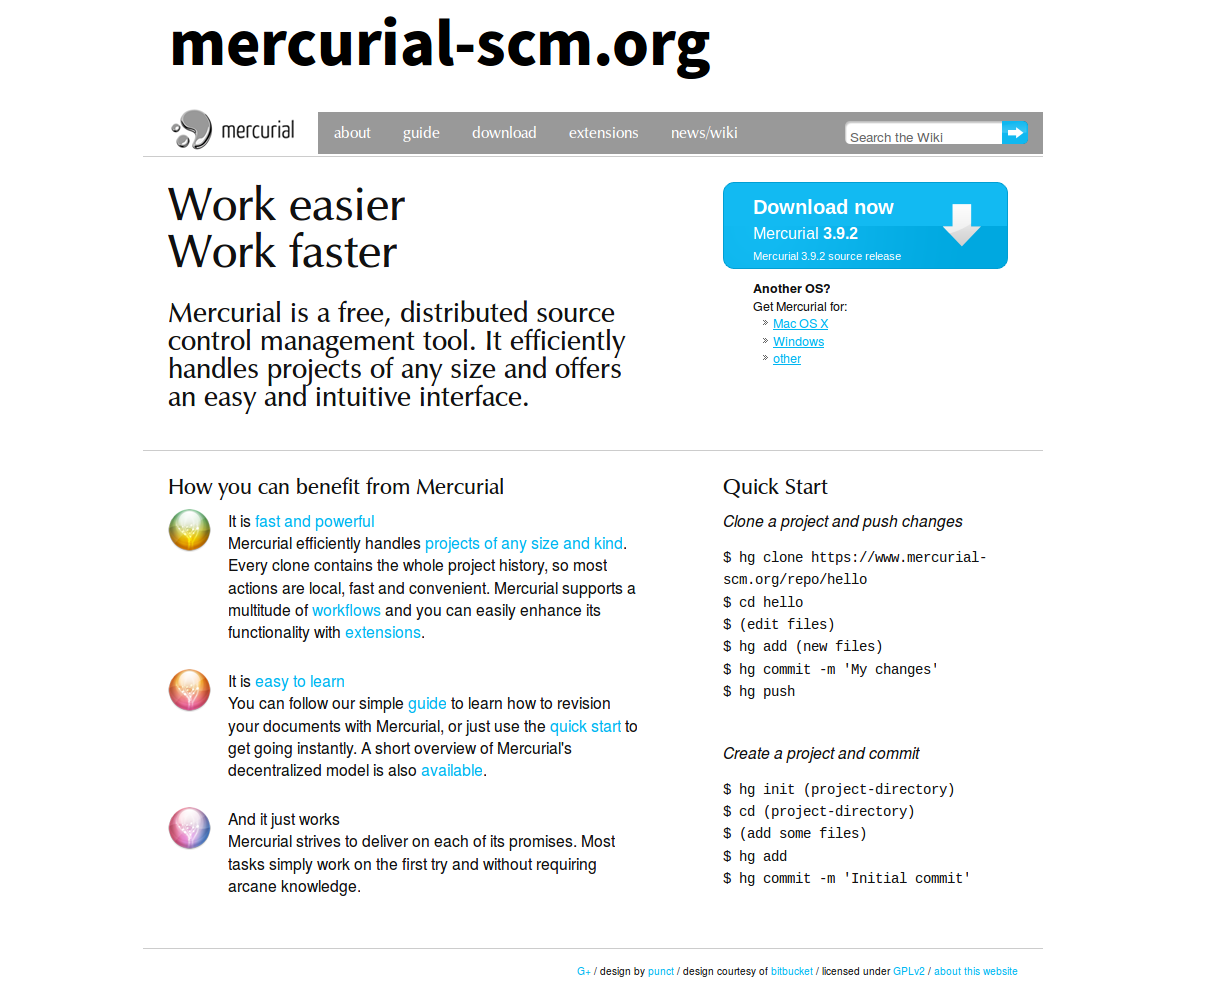 mercurial-scm.org
mercurial
about guide download extensions news/wiki
Search the Wiki
Work easier
Work faster
Mercurial is a free, distributed source
control management tool. It efficiently
handles projects of any size and offers
an easy and intuitive interface.
Download now
Mercurial 3.9.2
Mercurial 3.9.2 source release
Another OS?
Get Mercurial for:
Mac OS X
Windows
other
How you can benefit from Mercurial
It is fast and powerful
Mercurial efficiently handles projects of any size and kind.
Every clone contains the whole project history, so most
actions are local, fast and convenient. Mercurial supports a
multitude of workflows and you can easily enhance its
functionality with extensions.
It is easy to learn
You can follow our simple guide to learn how to revision
your documents with Mercurial, or just use the quick start to
get going instantly. A short overview of Mercurial's
decentralized model is also available.
And it just works
Mercurial strives to deliver on each of its promises. Most
tasks simply work on the first try and without requiring
arcane knowledge.
Quick Start
Clone a project and push changes
$ hg clone https://www.mercurial-
scm.org/repo/hello
$ cd hello
$ (edit files)
$ hg add (new files)
$ hg commit -m 'My changes'
$ hg push
Create a project and commit
$ hg init (project-directory)
$ cd (project-directory)
$ (add some files)
$ hg add
$ hg commit -m 'Initial commit'
G+ / design by punct / design courtesy of bitbucket / licensed under GPLv2 / about this website